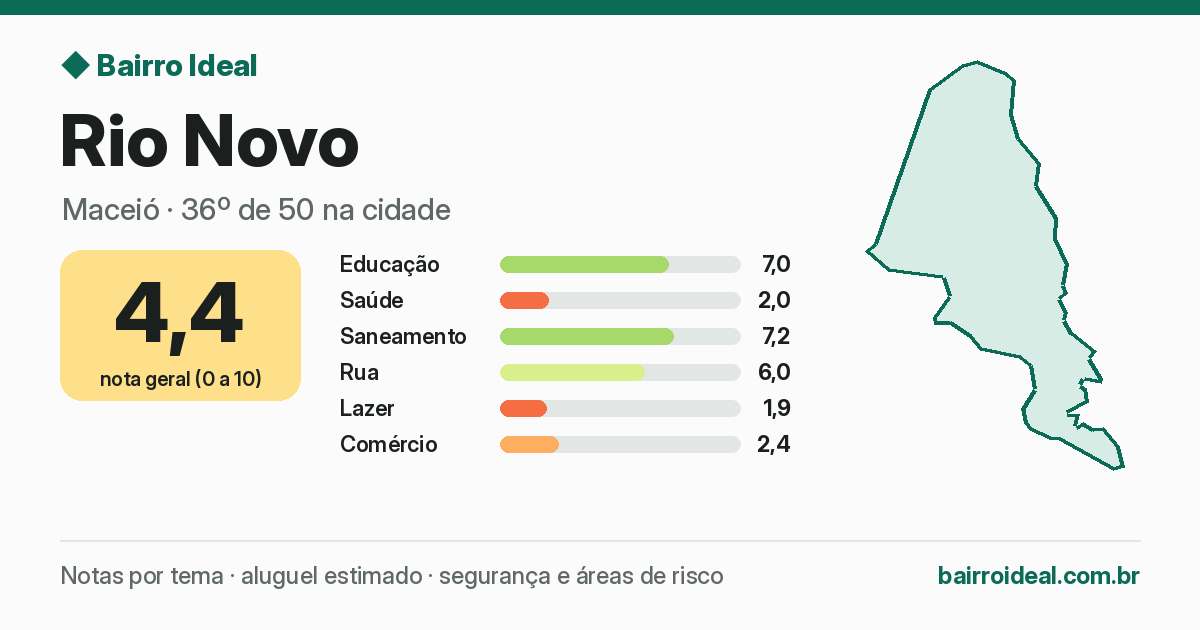 Bairro Ideal
Rio Novo
Maceió · 36º de 50 na cidade
4,4
nota geral (0 a 10)
Educação 7,0
Saúde 2,0
Saneamento 7,2
Rua 6,0
Lazer 1,9
Comércio 2,4
Notas por tema · aluguel estimado · segurança e áreas de risco
bairroideal.com.br